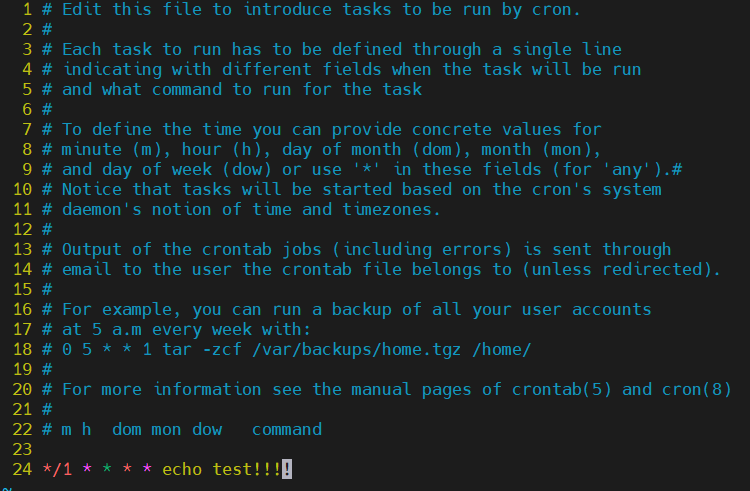 1 # Edit this file to introduce tasks to be run by cron.
2 #
3 # Each task to run has to be defined through a single line
4 # indicating with different fields when the task will be run
5 # and what command to run for the task
6 #
7 # To define the time you can provide concrete values for
8 # minute (m), hour (h), day of month (dom), month (mon),
9 # and day of week (dow) or use '*' in these fields (for 'any').#
10 # Notice that tasks will be started based on the cron's system
11 # daemon's notion of time and timezones.
12 #
13 # Output of the crontab jobs (including errors) is sent through
14 # email to the user the crontab file belongs to (unless redirected).
15 #
16 # For example, you can run a backup of all your user accounts
17 # at 5 a.m every week with:
18 # 0 5 * * 1 tar -zcf /var/backups/home.tgz /home/
19 #
20 # For more information see the manual pages of crontab(5) and cron(8)
21 #
22 # m h  dom mon dow   command
23
24 */1 * * * * echo test!!!!
~